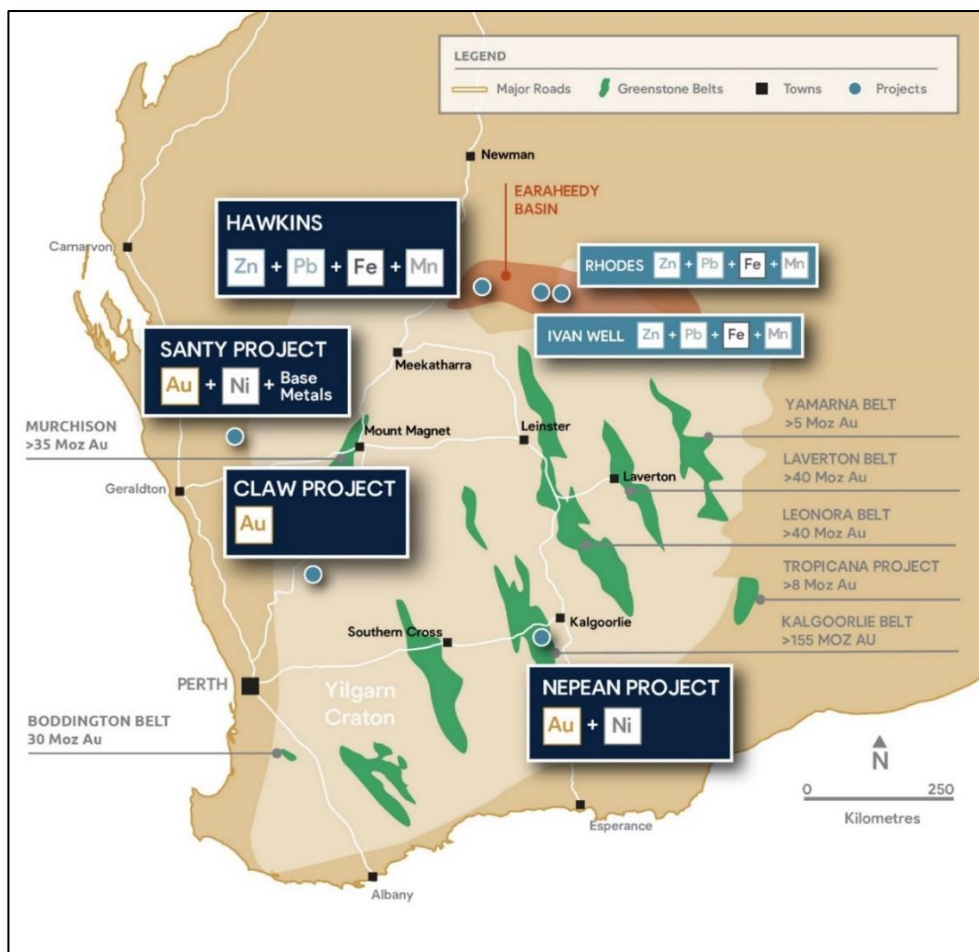 LEGEND
Major Roads
Greenstone Belts
Towns
Projects
Newman
EARAHEEDY
BASIN
HAWKINS
Zn + Pb + Fe + Mn
Carnarvon
RHODES Zn + Pb + Fe + Mn
IVAN WELL Zn + Pb + Fe + Mn
SANTY PROJECT
Au + Ni + Base
Metals
Meekatharra
MURCHISON
>35 Moz Au
Mount Magnet
Leinster
YAMARNA BELT
>5 Moz Au
Geraldton
CLAW PROJECT
Au
Laverton
LAVERTON BELT
>40 Moz Au
LEONORA BELT
>40 Moz Au
TROPICANA PROJECT
>8 Moz Au
Kalgoorlie
KALGOORLIE BELT
>155 MOZ AU
Southern Cross
PERTH
Yilgarn
Craton
NEPEAN PROJECT
Au + Ni
BODDINGTON BELT
30 Moz Au
N
0 250
Kilometres
Esperance
Albany